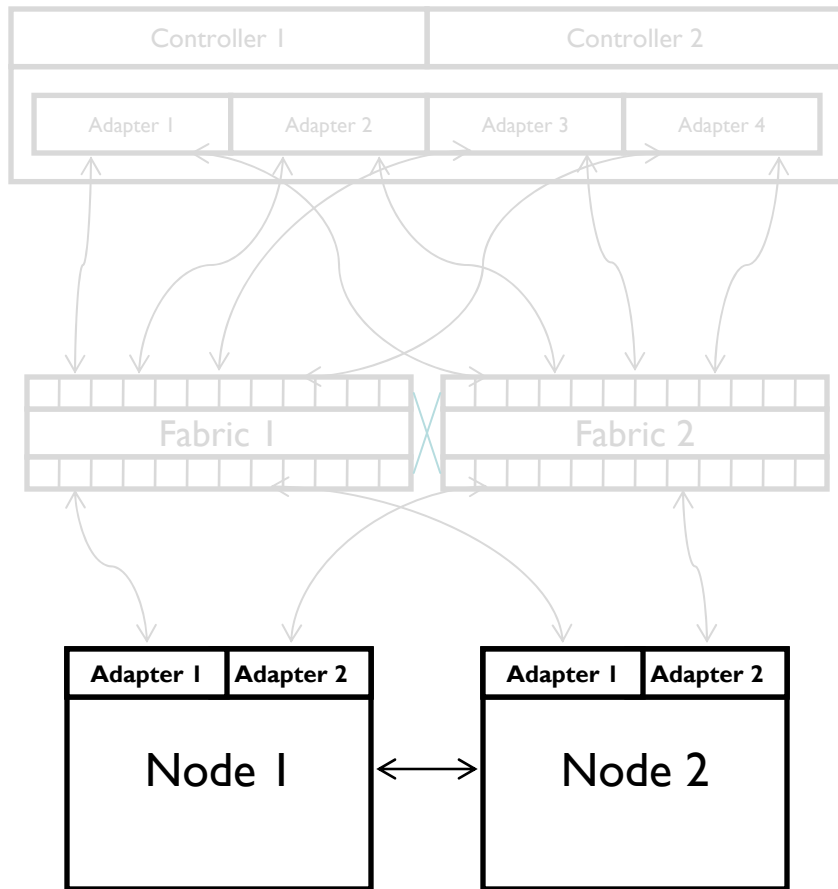 Controller 1 Controller 2
Adapter 1 Adapter 2 Adapter 3 Adapter 4
Fabric 1 Fabric 2
Adapter 1 Adapter 2 Adapter 1 Adapter 2
Node 1 Node 2